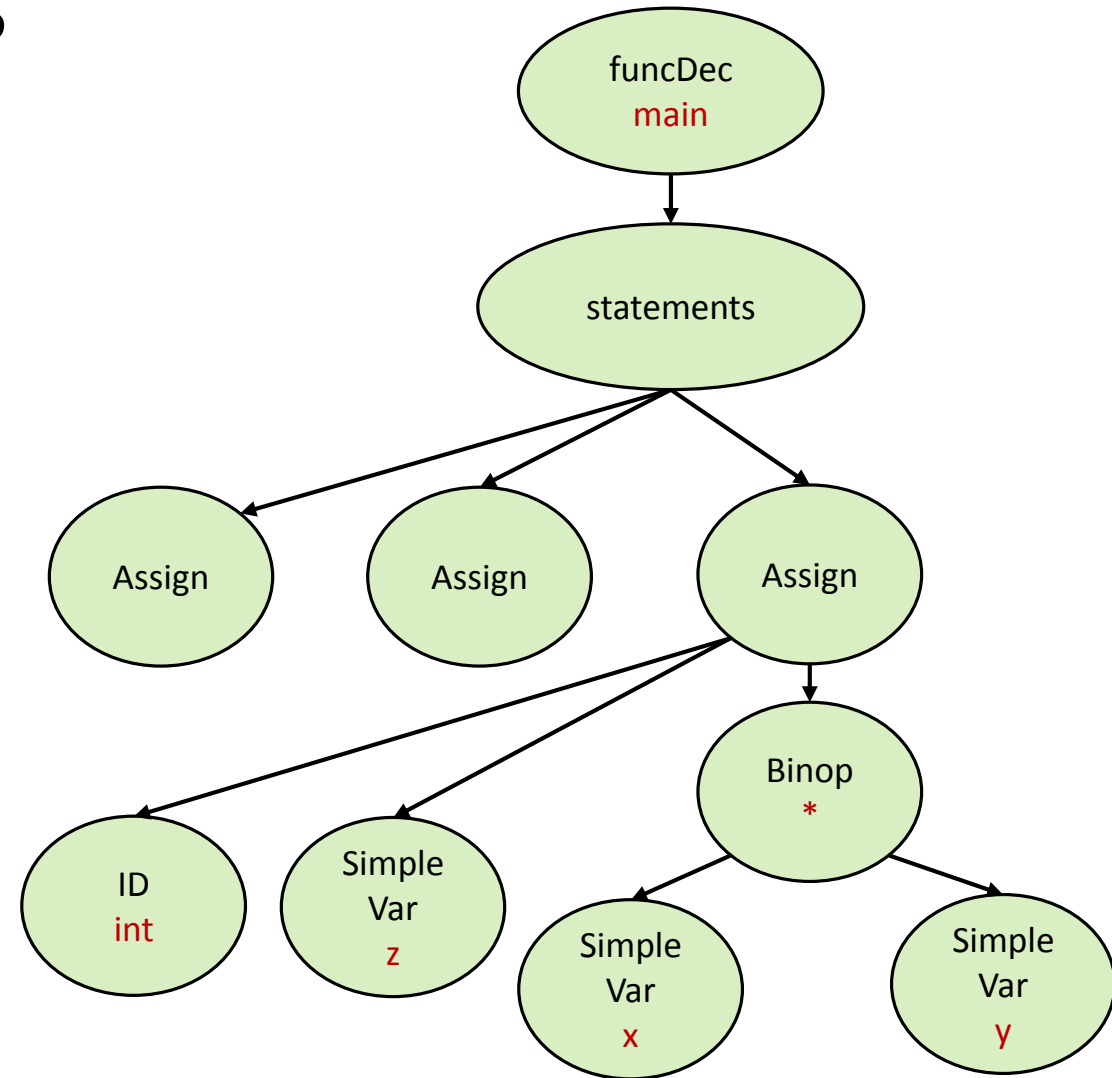 funcDec
main
statements
Assign
Assign
Assign
Binop
*
ID
int
Simple
Var
z
Simple
Var
x
Simple
Var
y